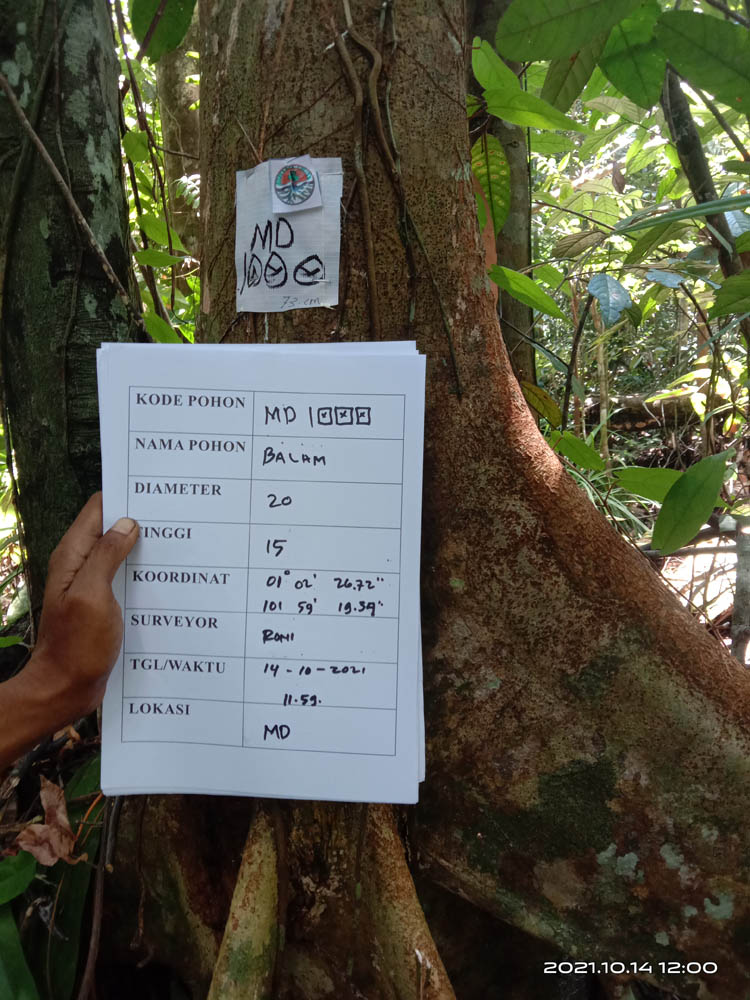 MD
1000
73 cm
KODE POHON MD 1000
NAMA POHON BALAM
DIAMETER 20
TINGGI 15
KOORDINAT 01° 02' 26.72"
101 59' 19.39"
SURVEYOR RONI
TGL/WAKTU 14-10-2021
11.59.
LOKASI MD
2021.10.14 12:00